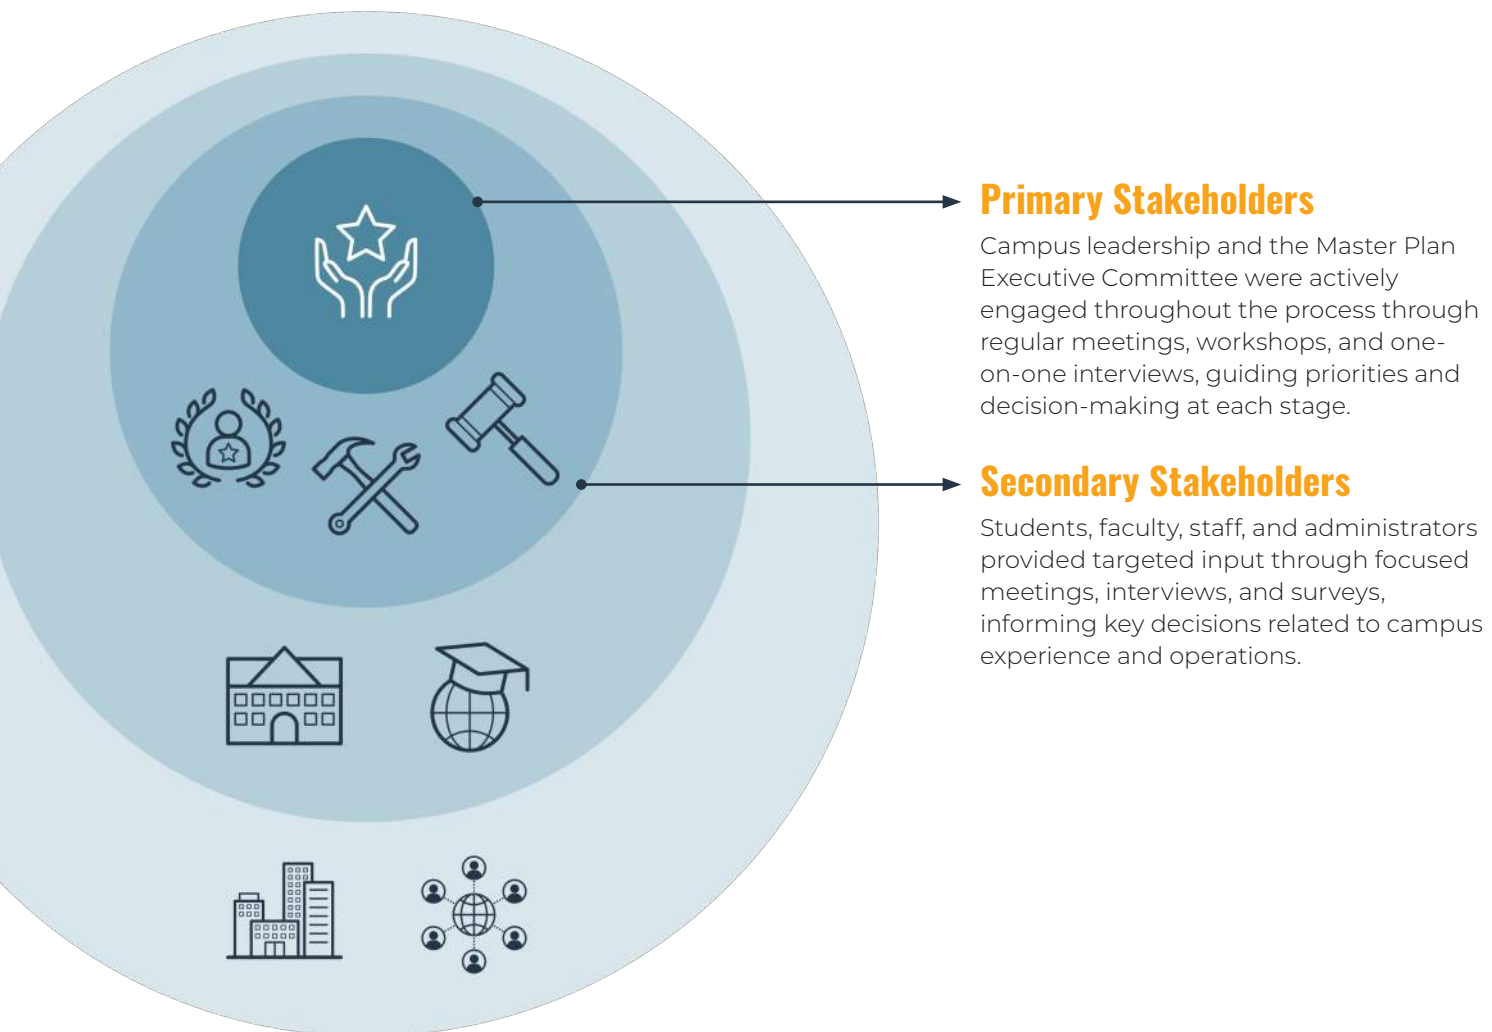 Primary Stakeholders
Campus leadership and the Master Plan
Executive Committee were actively
engaged throughout the process through
regular meetings, workshops, and one-
on-one interviews, guiding priorities and
decision-making at each stage.
Secondary Stakeholders
Students, faculty, staff, and administrators
provided targeted input through focused
meetings, interviews, and surveys,
informing key decisions related to campus
experience and operations.